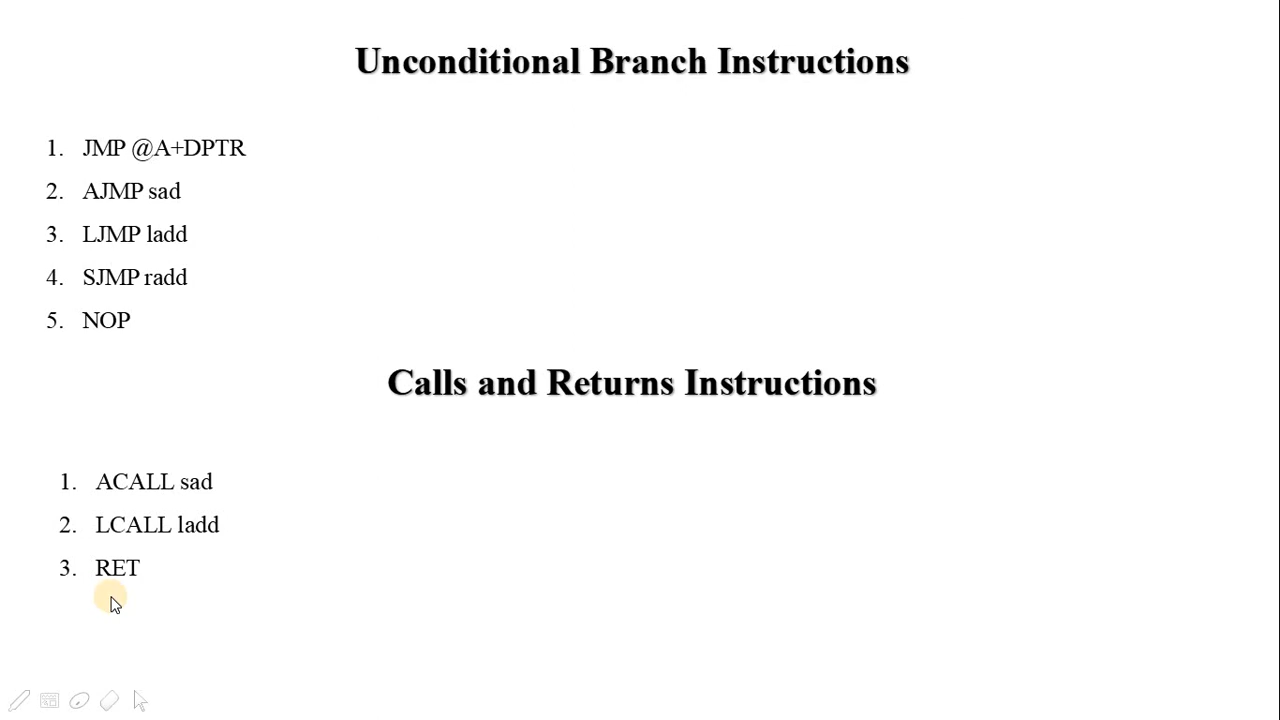 Unconditional Branch Instructions
1. JMP @A+DPTR
2. AJMP sad
3. LJMP ladd
4. SJMP radd
5. NOP
Calls and Returns Instructions
1. ACALL sad
2. LCALL ladd
3. RET